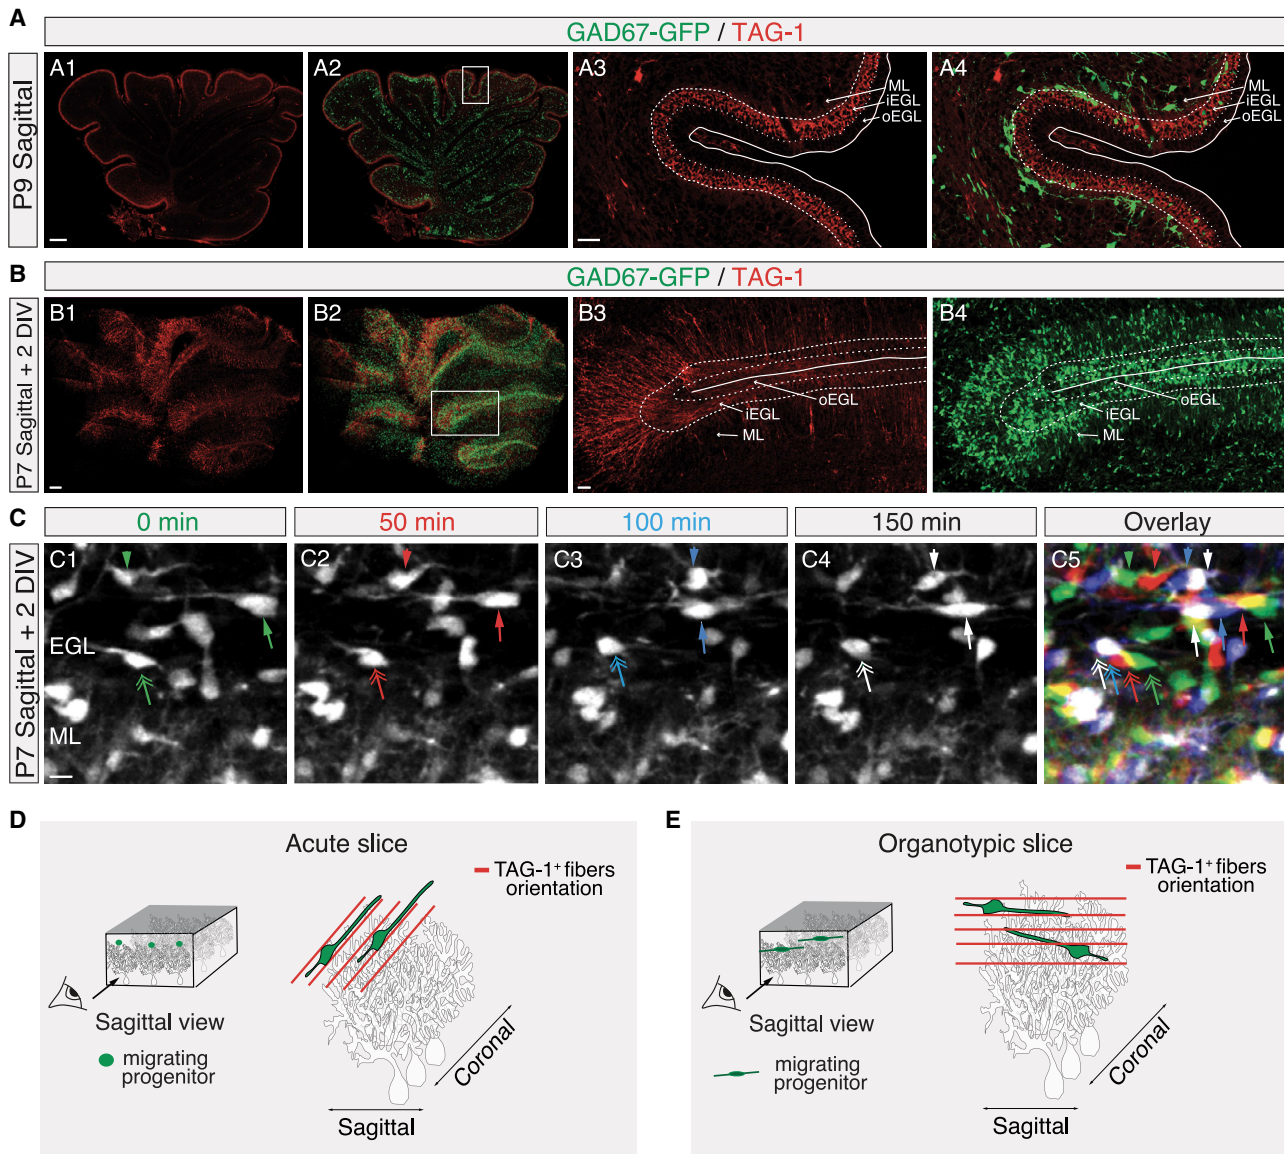 A
GAD67-GFP / TAG-1
P9 Sagittal
A1
A2
A3
ML
iEGL
oEGL
A4
ML
iEGL
oEGL
B
GAD67-GFP / TAG-1
P7 Sagittal + 2 DIV
B1
B2
B3
oEGL
iEGL
ML
B4
oEGL
iEGL
ML
C
0 min
50 min
100 min
150 min
Overlay
P7 Sagittal + 2 DIV
C1
EGL
ML
C2
C3
C4
C5
D
Acute slice
TAG-1+ fibers
orientation
Sagittal view
migrating
progenitor
Coronal
Sagittal
E
Organotypic slice
TAG-1+ fibers
orientation
Sagittal view
migrating
progenitor
Coronal
Sagittal